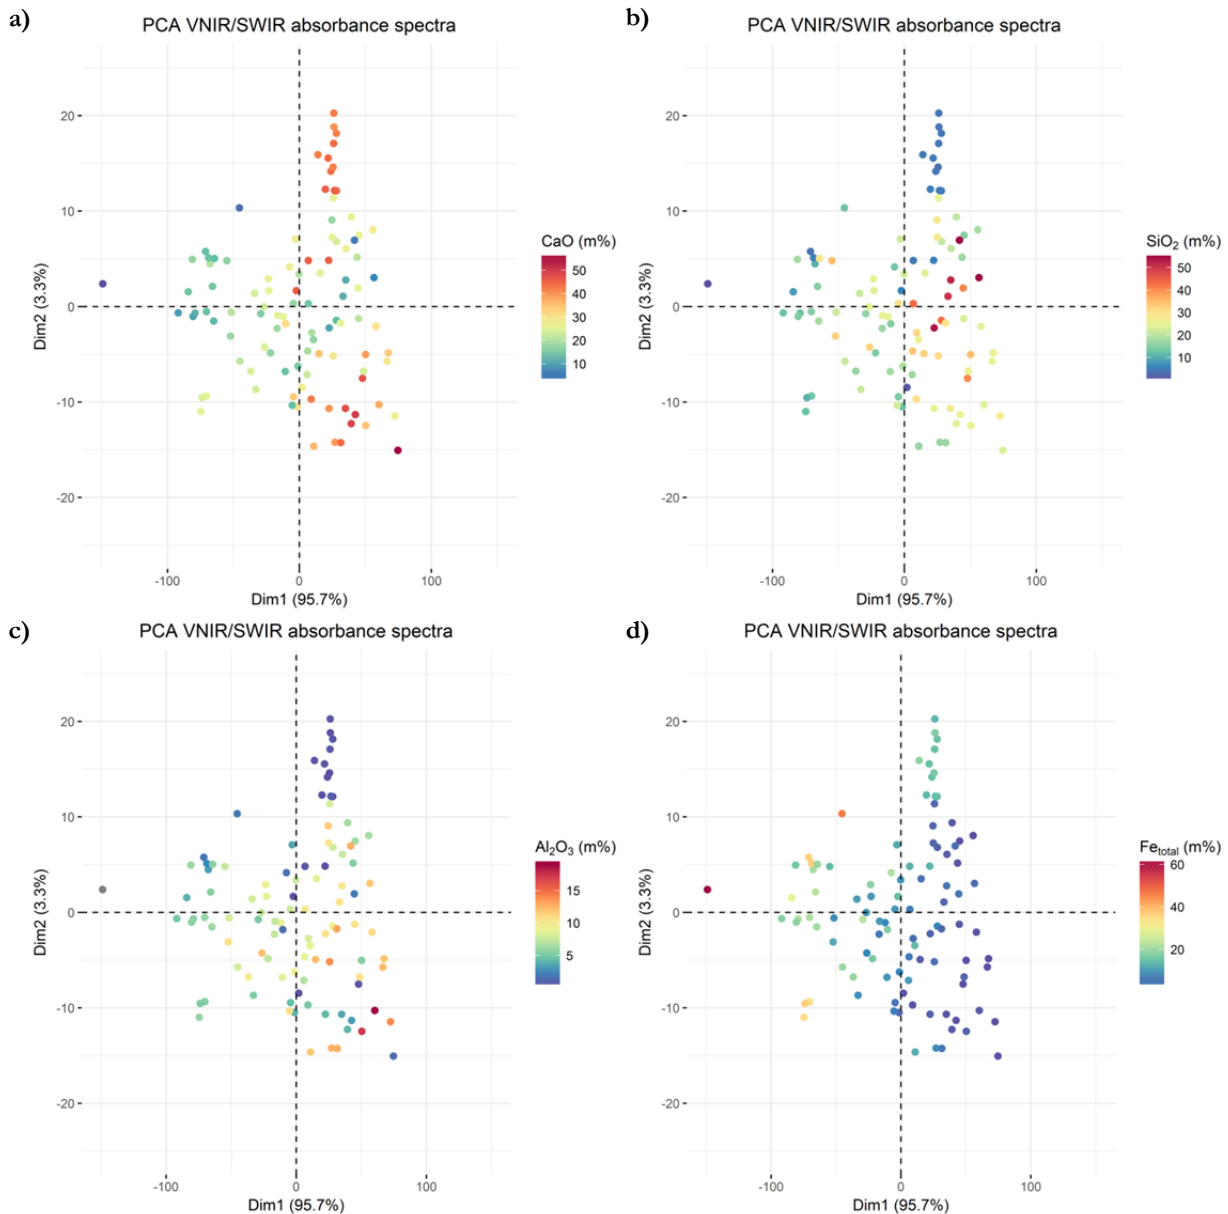 a)
PCA VNIR/SWIR absorbance spectra
20
10
0
-10
-20
Dim2 (3.3%)
-100
0
100
Dim1 (95.7%)
CaO (m%)
50
40
30
20
10
b)
PCA VNIR/SWIR absorbance spectra
20
10
0
-10
-20
Dim2 (3.3%)
-100
0
100
Dim1 (95.7%)
SiO₂ (m%)
50
40
30
20
10
c)
PCA VNIR/SWIR absorbance spectra
20
10
0
-10
-20
Dim2 (3.3%)
-100
0
100
Dim1 (95.7%)
Al₂O₃ (m%)
15
10
5
d)
PCA VNIR/SWIR absorbance spectra
20
10
0
-10
-20
Dim2 (3.3%)
-100
0
100
Dim1 (95.7%)
Fe_total (m%)
60
40
20